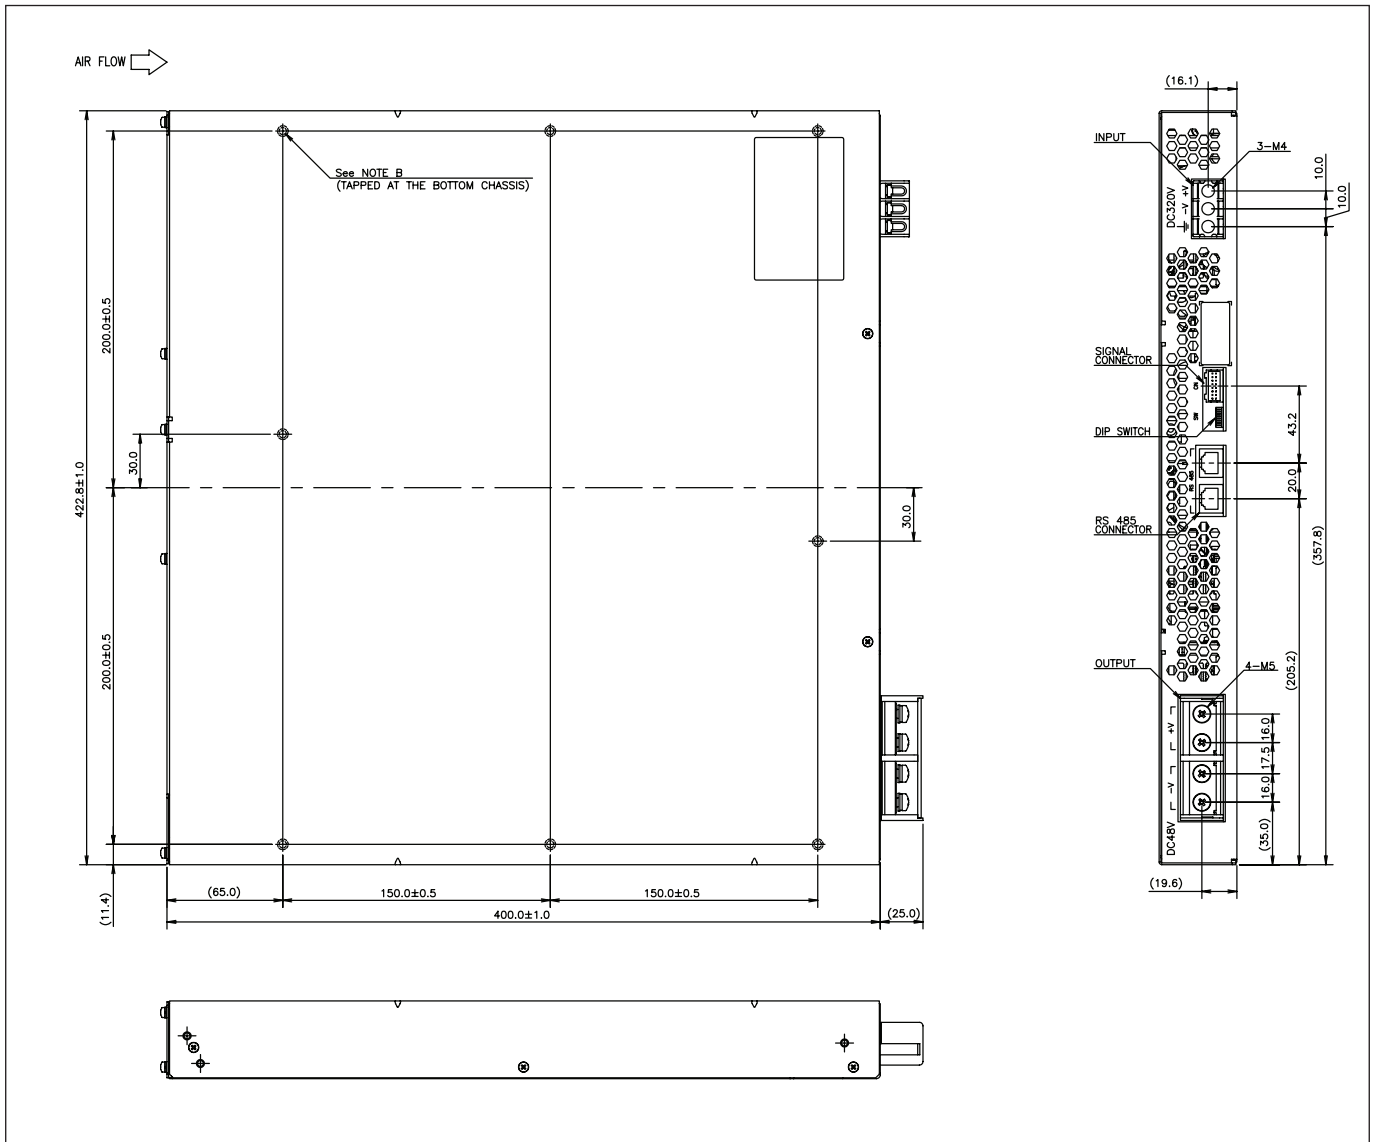 AIR FLOW
See NOTE B
(TAPPED AT THE BOTTOM CHASSIS)
200.0±0.5
30.0
422.8±1.0
200.0±0.5
30.0
(11.4)
(65.0)
150.0±0.5
150.0±0.5
400.0±1.0
(25.0)
(16.1)
INPUT
3-M4
10.0
10.0
DC320V
-V +V
SIGNAL
CONNECTOR
CN
SW
DIP SWITCH
43.2
RS 485
20.0
RS 485
CONNECTOR
(357.8)
OUTPUT
4-M5
(205.2)
+V
16.0
17.5
-V
16.0
DC48V
(35.0)
(19.6)